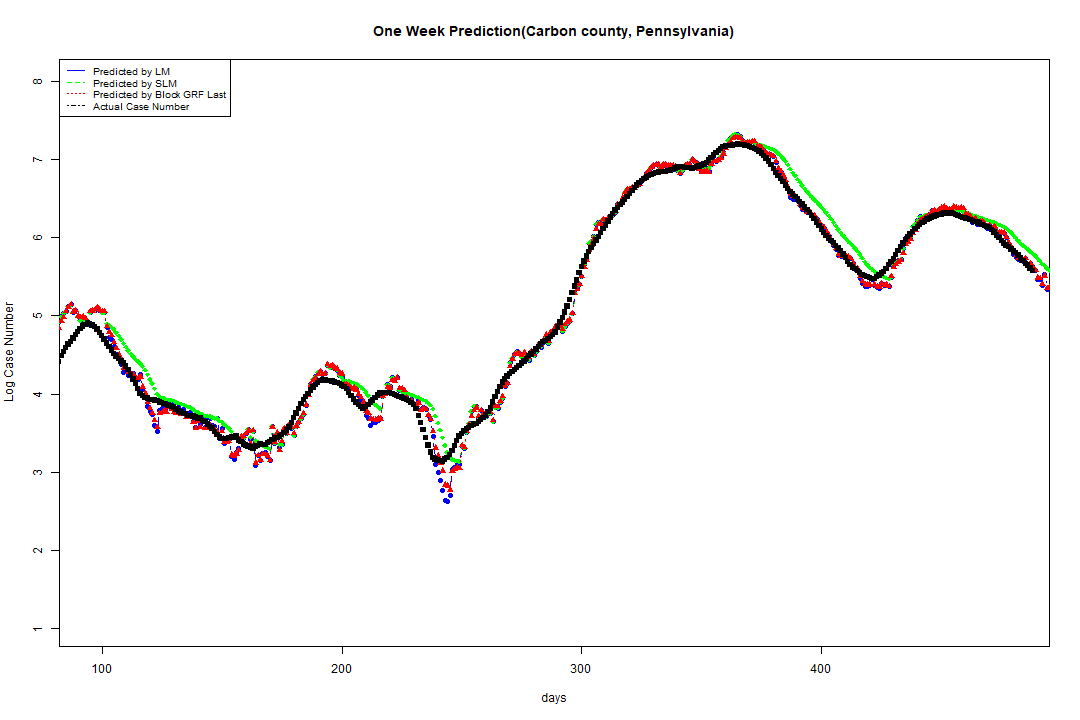 One Week Prediction(Carbon county, Pennsylvania)
Predicted by LM
Predicted by SLM
Predicted by Block GRF Last
Actual Case Number
8
7
6
5
4
3
2
1
Log Case Number
100 200 300 400
days